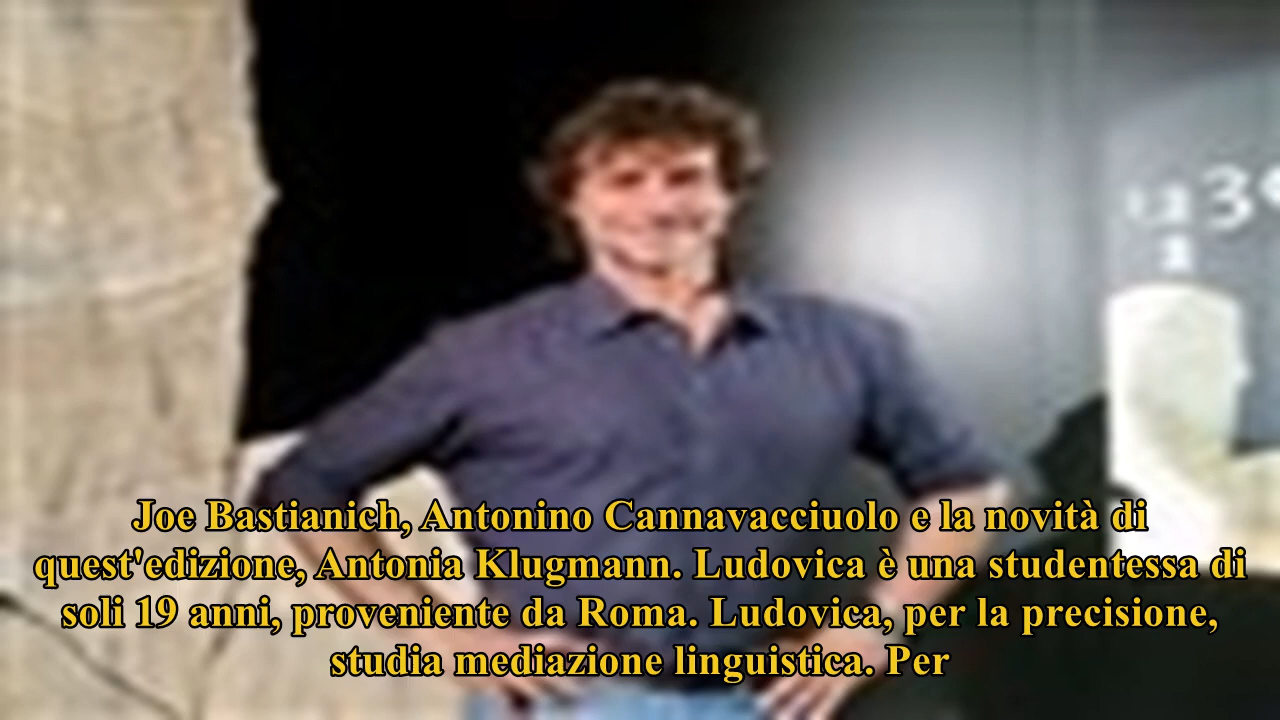 Joe Bastianich, Antonino Cannavacciuolo e la novità di
quest'edizione, Antonia Klugmann. Ludovica è una studentessa di
soli 19 anni, proveniente da Roma. Ludovica, per la precisione,
studia mediazione linguistica. Per